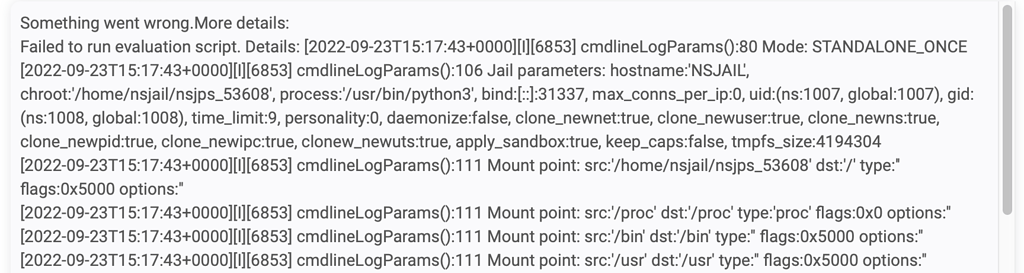 Something went wrong.More details:
Failed to run evaluation script. Details: [2022-09-23T15:17:43+0000][I][6853] cmdlineLogParams():80 Mode: STANDALONE_ONCE
[2022-09-23T15:17:43+0000][I][6853] cmdlineLogParams():106 Jail parameters: hostname:'NSJAIL',
chroot:'/home/nsjail/nsjps_53608', process:'/usr/bin/python3', bind:[::]:31337, max_conns_per_ip:0, uid:(ns:1007, global:1007), gid:
(ns:1008, global:1008), time_limit:9, personality:0, daemonize:false, clone_newnet:true, clone_newuser:true, clone_newns:true,
clone_newpid:true, clone_newipc:true, clonew_newuts:true, apply_sandbox:true, keep_caps:false, tmpfs_size:4194304
[2022-09-23T15:17:43+0000][I][6853] cmdlineLogParams():111 Mount point: src:'/home/nsjail/nsjps_53608' dst:'/' type:''
flags:0x5000 options:''
[2022-09-23T15:17:43+0000][I][6853] cmdlineLogParams():111 Mount point: src:'/proc' dst:'/proc' type:'proc' flags:0x0 options:''
[2022-09-23T15:17:43+0000][I][6853] cmdlineLogParams():111 Mount point: src:'/bin' dst:'/bin' type:'' flags:0x5000 options:''
[2022-09-23T15:17:43+0000][I][6853] cmdlineLogParams():111 Mount point: src:'/usr' dst:'/usr' type:'' flags:0x5000 options:''